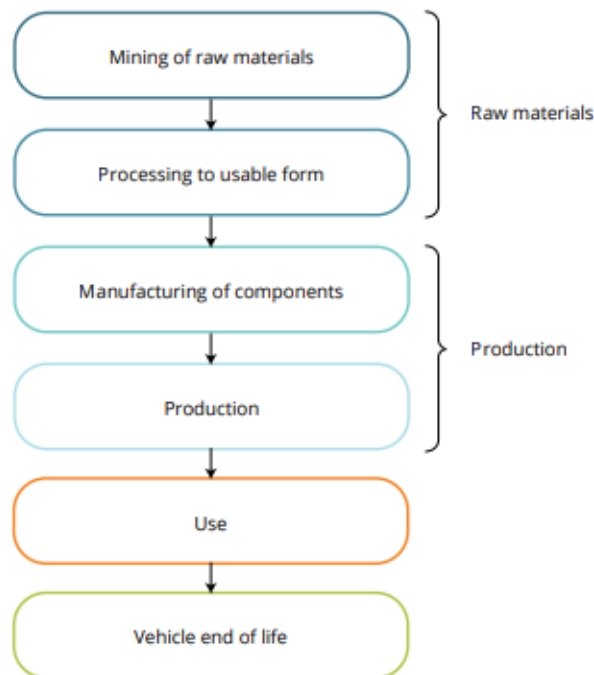 Mining of raw materials
Raw materials
Processing to usable form
Manufacturing of components
Production
Production
Use
Vehicle end of life